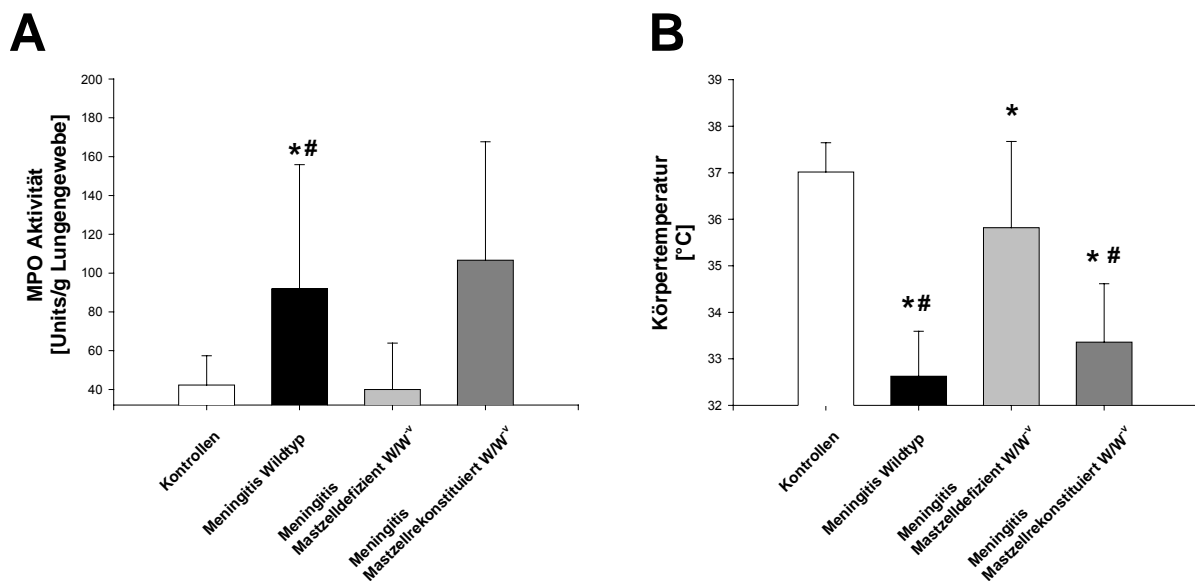 A
MPO Aktivität
[Units/g Lungengewebe]
200
180
160
140
120
100
80
60
40
*#
Kontrollen
Meningitis Wildtyp
Meningitis
Mastzelldefizient W/W-v
Meningitis
Mastzellrekonstituiert W/W-v
B
Körpertemperatur
[°C]
39
38
37
36
35
34
33
32
*#
*
* #
Kontrollen
Meningitis Wildtyp
Meningitis
Mastzelldefizient W/W-v
Meningitis
Mastzellrekonstituiert W/W-v